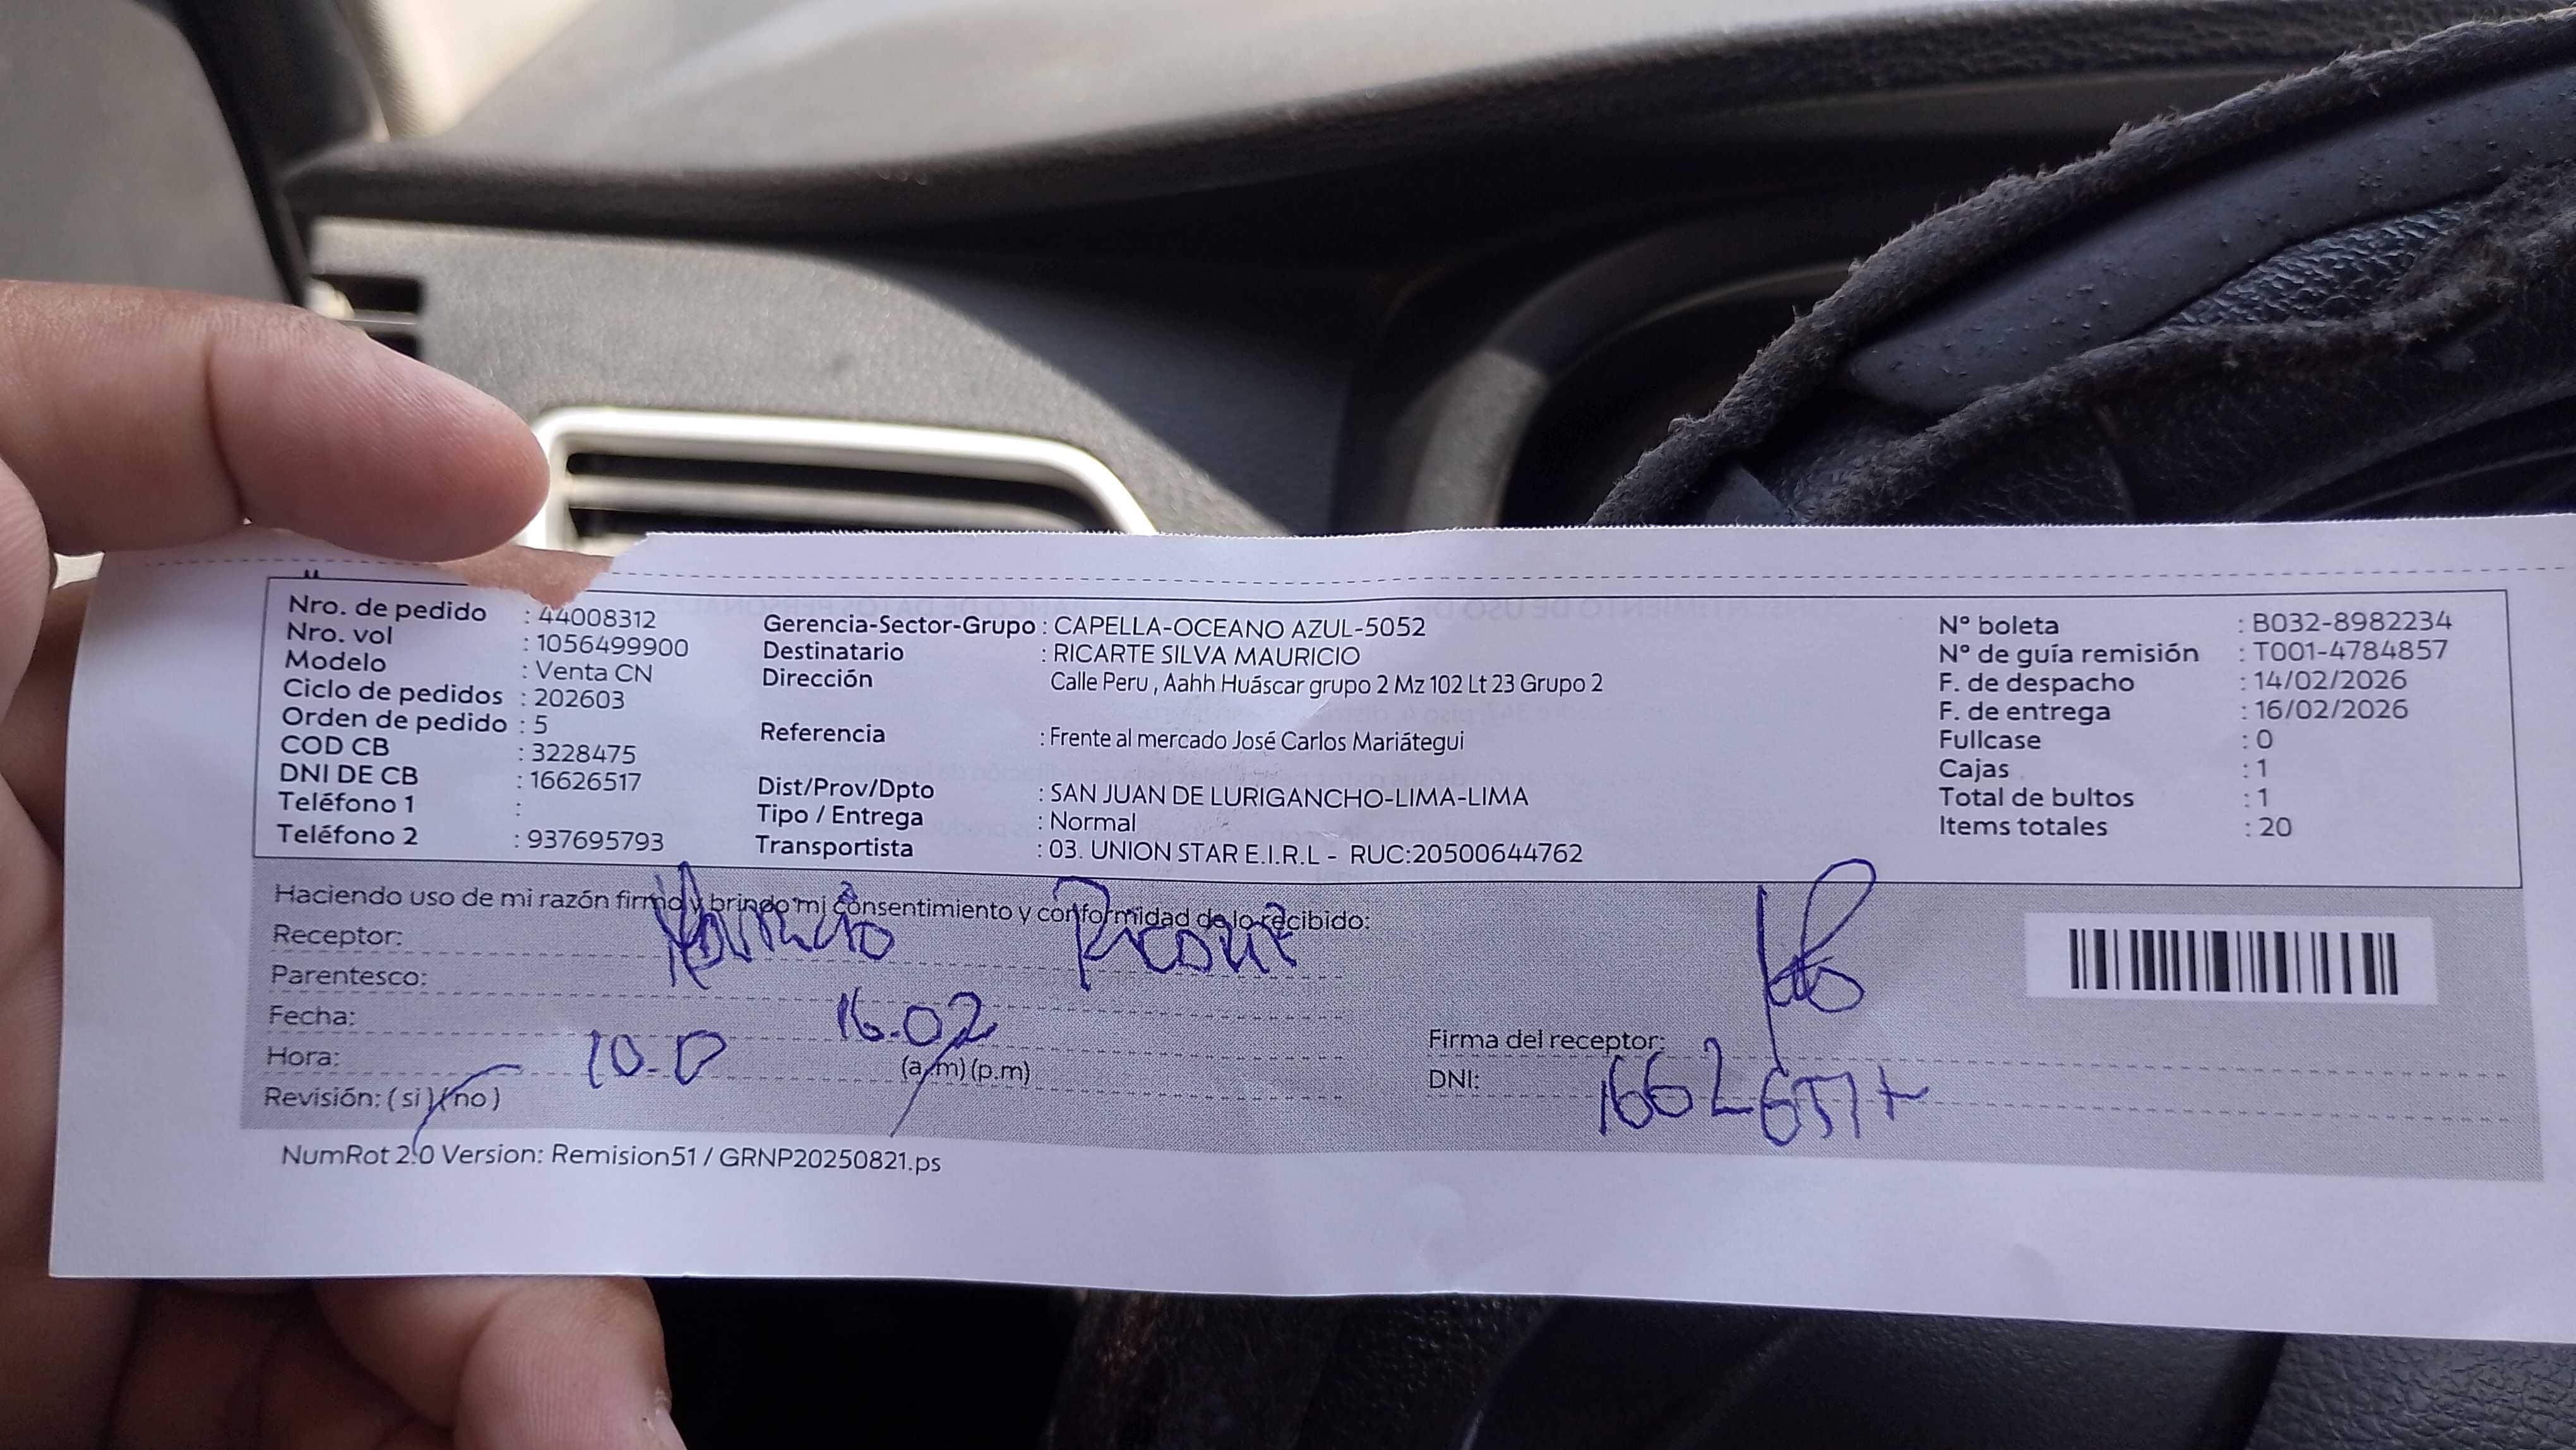 Nro. de pedido : 44008312
Nro. vol : 1056499900
Modelo : Venta CN
Ciclo de pedidos : 202603
Orden de pedido : 5
COD CB : 3228475
DNI DE CB : 16626517
Teléfono 1 :
Teléfono 2 : 937695793
Gerencia-Sector-Grupo : CAPELLA-OCEANO AZUL-5052
Destinatario : RICARTE SILVA MAURICIO
Dirección Calle Peru , Aahh Huáscar grupo 2 Mz 102 Lt 23 Grupo 2
Referencia : Frente al mercado José Carlos Mariátegui
Dist/Prov/Dpto : SAN JUAN DE LURIGANCHO-LIMA-LIMA
Tipo / Entrega : Normal
Transportista : 03. UNION STAR E.I.R.L - RUC:20500644762
N° boleta : B032-8982234
N° de guía remisión : T001-4784857
F. de despacho : 14/02/2026
F. de entrega : 16/02/2026
Fullcase : 0
Cajas : 1
Total de bultos : 1
Items totales : 20
Haciendo uso de mi razón firmo y brindo mi consentimiento y conformidad de lo recibido:
Receptor:
Parentesco:
Fecha: 16.02
Hora: 10.0 (a.m) (p.m)
Revisión: ( si ) ( no )
Firma del receptor:
DNI: 16626517
NumRot 2.0 Version: Remision51 / GRNP20250821.ps